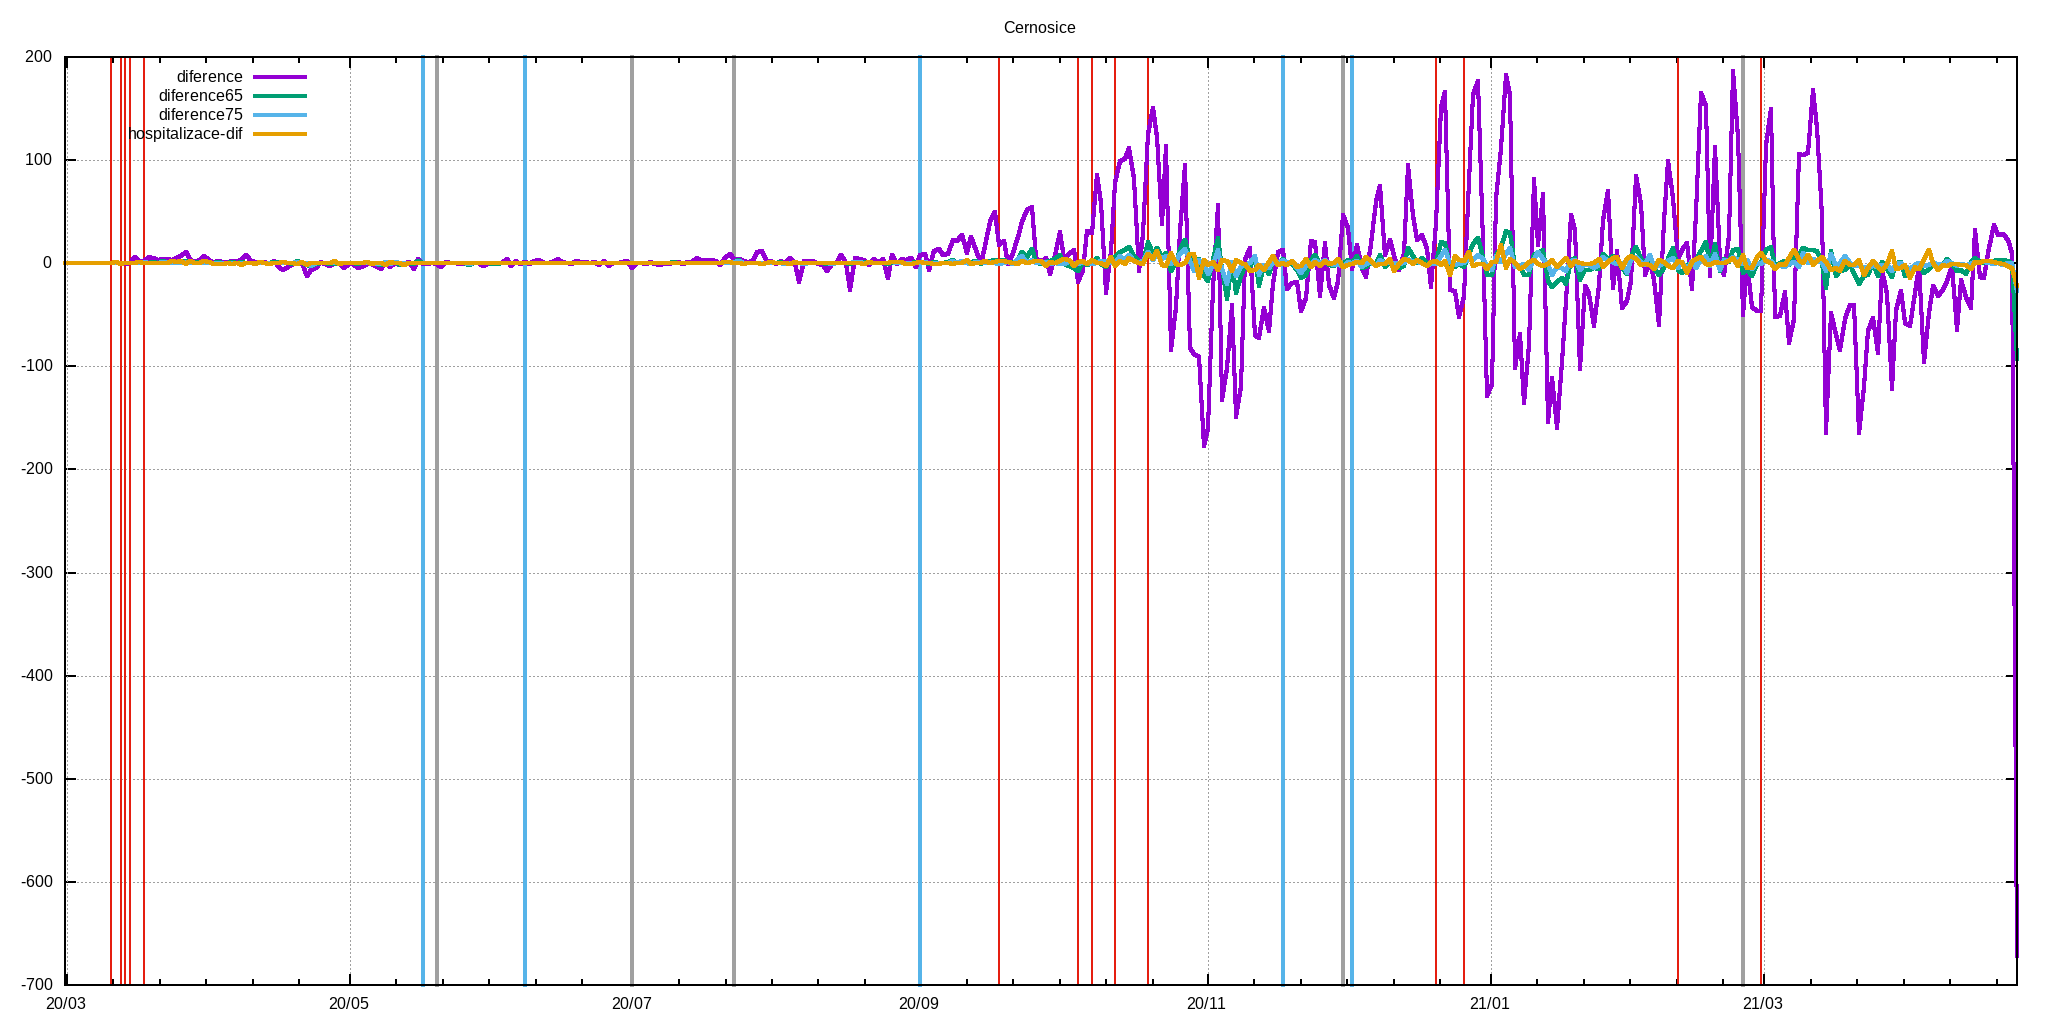 Cernosice
200
diference
diference65
diference75
hospitalizace-dif
100
0
-100
-200
-300
-400
-500
-600
-700
20/03 20/05 20/07 20/09 20/11 21/01 21/03